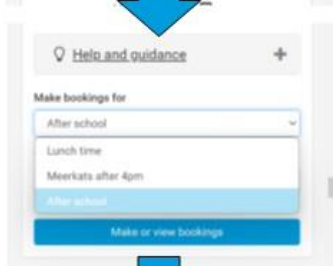 Help and guidance +
Make bookings for
After school
Lunch time
Meerkats after 4pm
After school
Make or view bookings